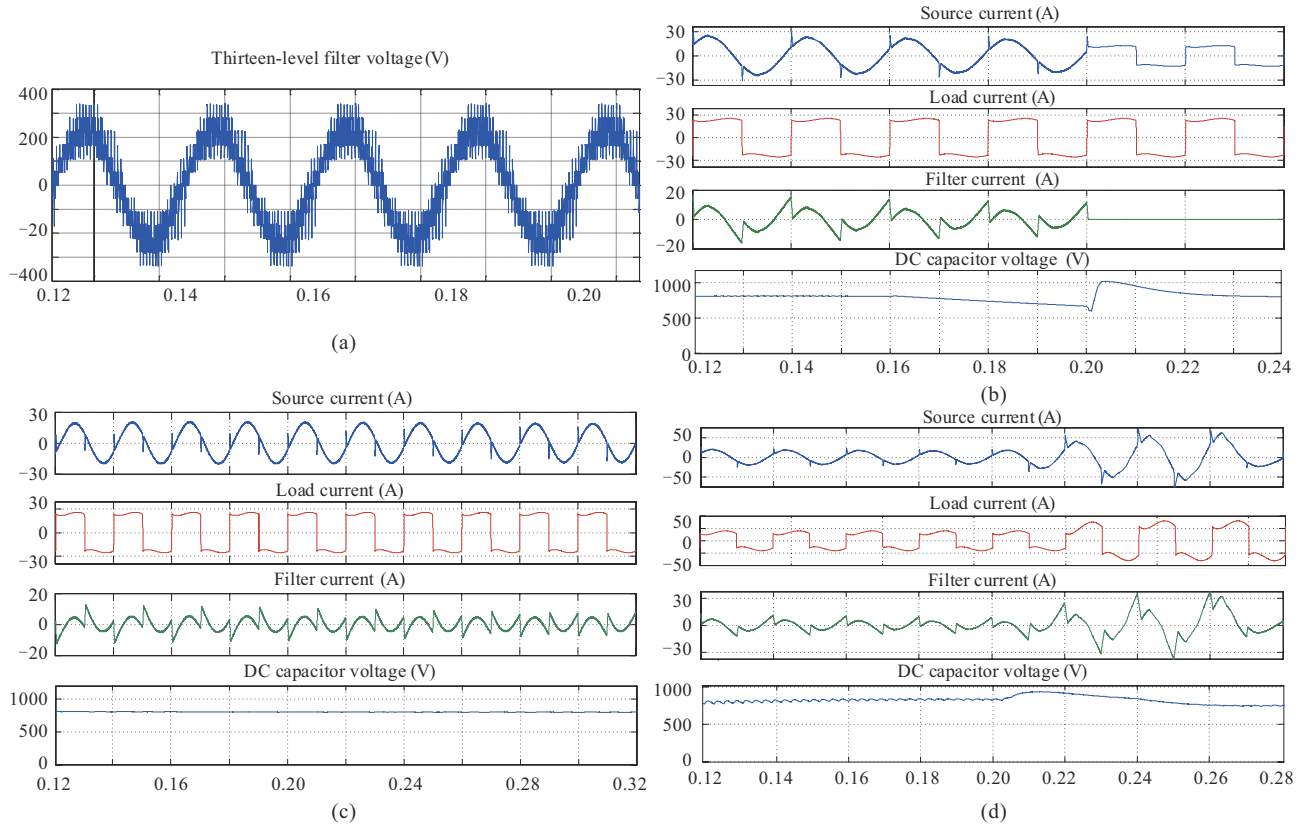 Thirteen-level filter voltage (V)
400
200
0
−20
−400
0.12 0.14 0.16 0.18 0.20
(a)
Source current (A)
30
0
−30
Load current (A)
30
0
−30
Filter current (A)
20
0
−20
DC capacitor voltage (V)
1000
500
0
0.12 0.14 0.16 0.18 0.20 0.22 0.24
(b)
Source current (A)
30
0
−30
Load current (A)
30
0
−30
Filter current (A)
20
0
−20
DC capacitor voltage (V)
1000
500
0
0.12 0.16 0.20 0.24 0.28 0.32
(c)
Source current (A)
50
0
−50
Load current (A)
50
0
−50
Filter current (A)
30
0
−30
DC capacitor voltage (V)
1000
500
0
0.12 0.14 0.16 0.18 0.20 0.22 0.24 0.26 0.28
(d)